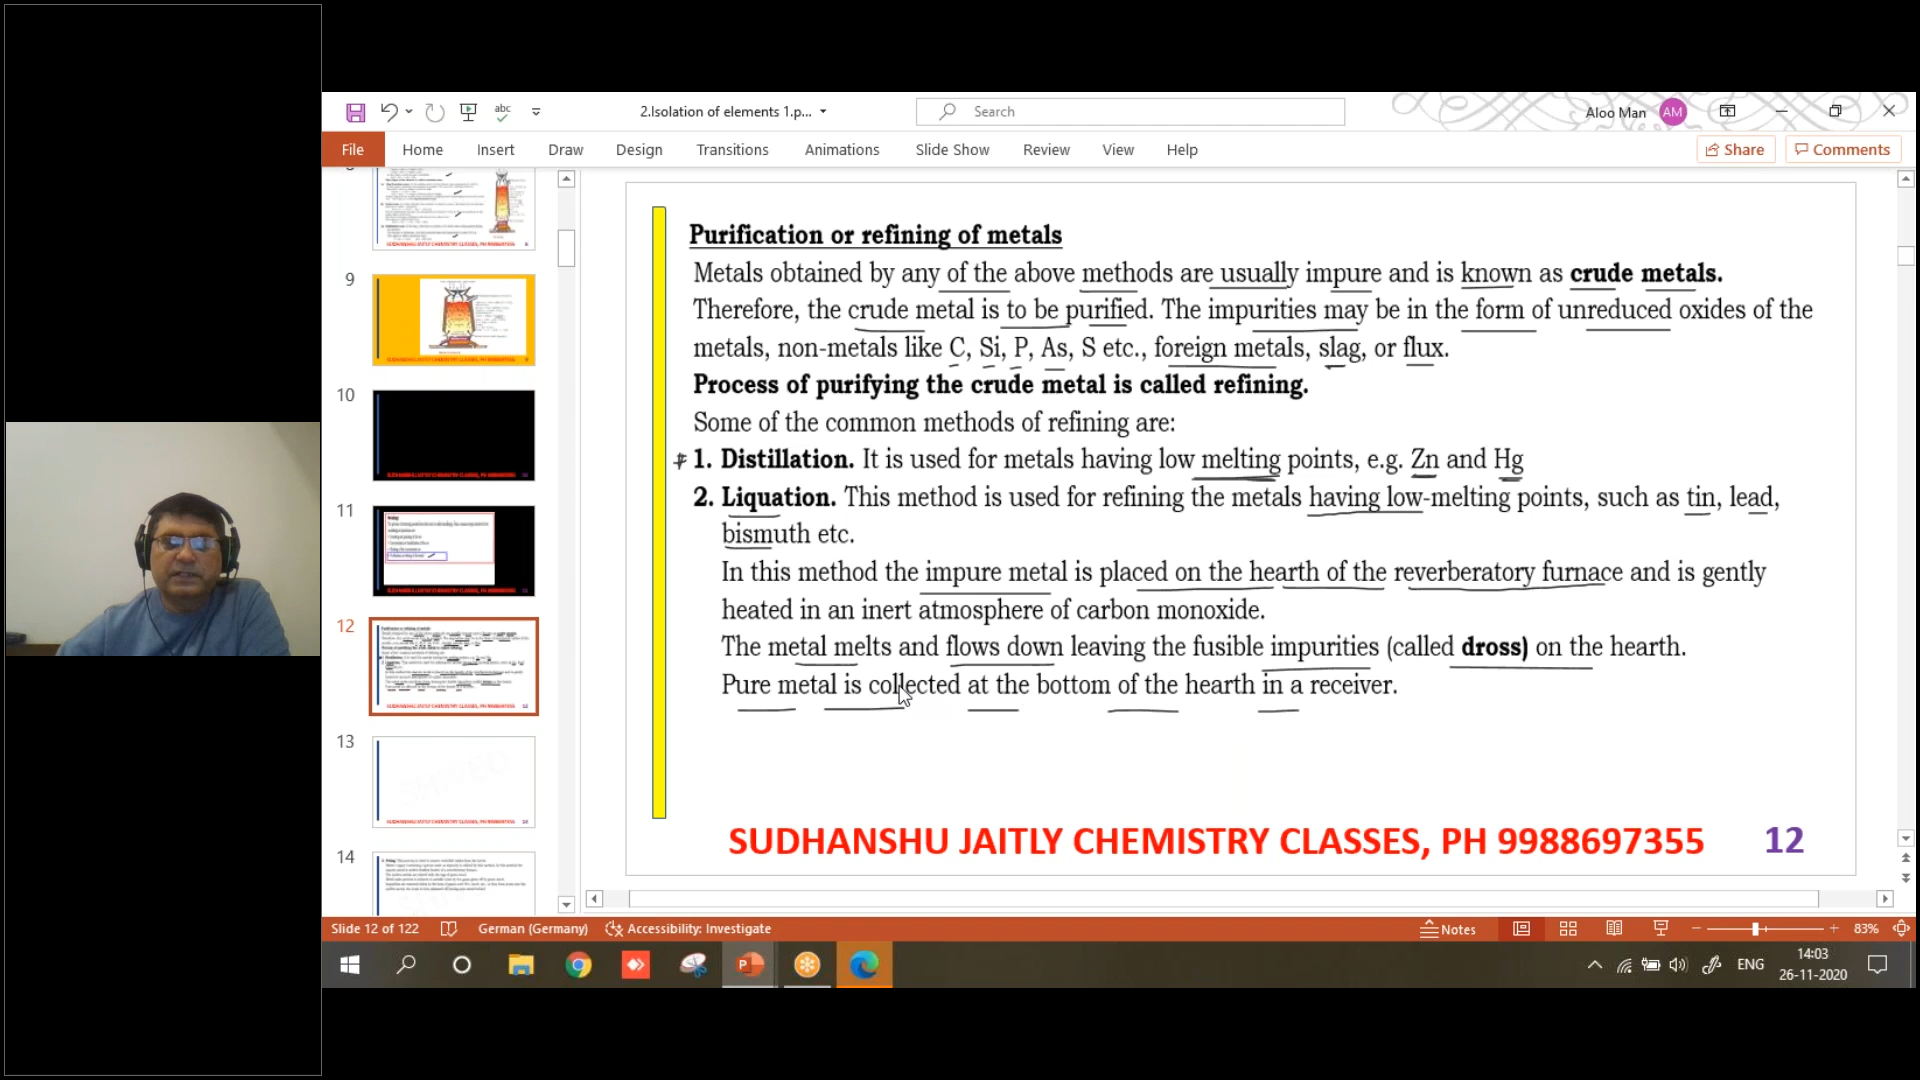 2.Isolation of elements 1.p...
Search
Aloo Man
AM
File
Home
Insert
Draw
Design
Transitions
Animations
Slide Show
Review
View
Help
Share
Comments
abc
9
10
11
12
13
14
Purification or refining of metals
Metals obtained by any of the above methods are usually impure and is known as crude metals.
Therefore, the crude metal is to be purified. The impurities may be in the form of unreduced oxides of the
metals, non-metals like C, Si, P, As, S etc., foreign metals, slag, or flux.
Process of purifying the crude metal is called refining.
Some of the common methods of refining are:
1. Distillation. It is used for metals having low melting points, e.g. Zn and Hg
2. Liquation. This method is used for refining the metals having low-melting points, such as tin, lead,
bismuth etc.
In this method the impure metal is placed on the hearth of the reverberatory furnace and is gently
heated in an inert atmosphere of carbon monoxide.
The metal melts and flows down leaving the fusible impurities (called dross) on the hearth.
Pure metal is collected at the bottom of the hearth in a receiver.
SUDHANSHU JAITLY CHEMISTRY CLASSES, PH 9988697355 12
Slide 12 of 122
German (Germany)
Accessibility: Investigate
Notes
83%
ENG
14:03
26-11-2020